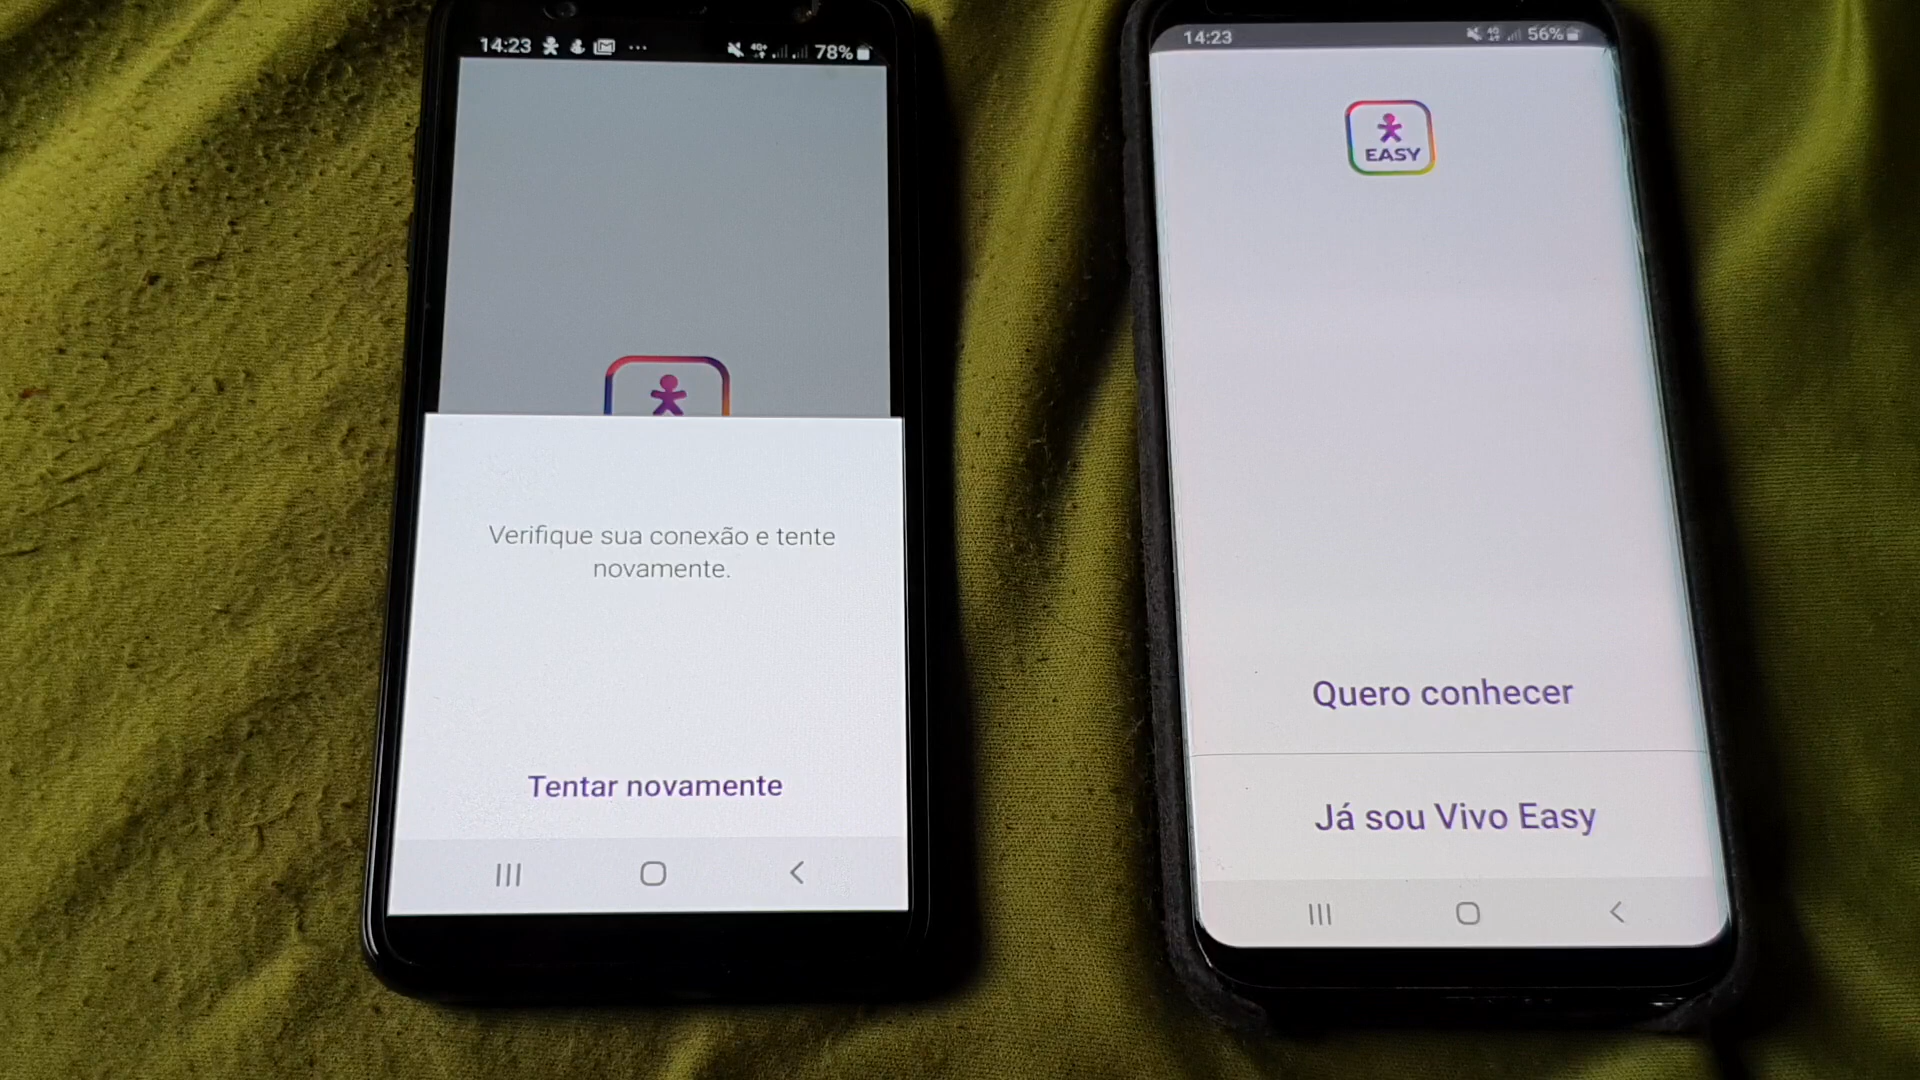 14:23
78%
Verifique sua conexão e tente
novamente.
Tentar novamente
14:23
56%
EASY
Quero conhecer
Já sou Vivo Easy